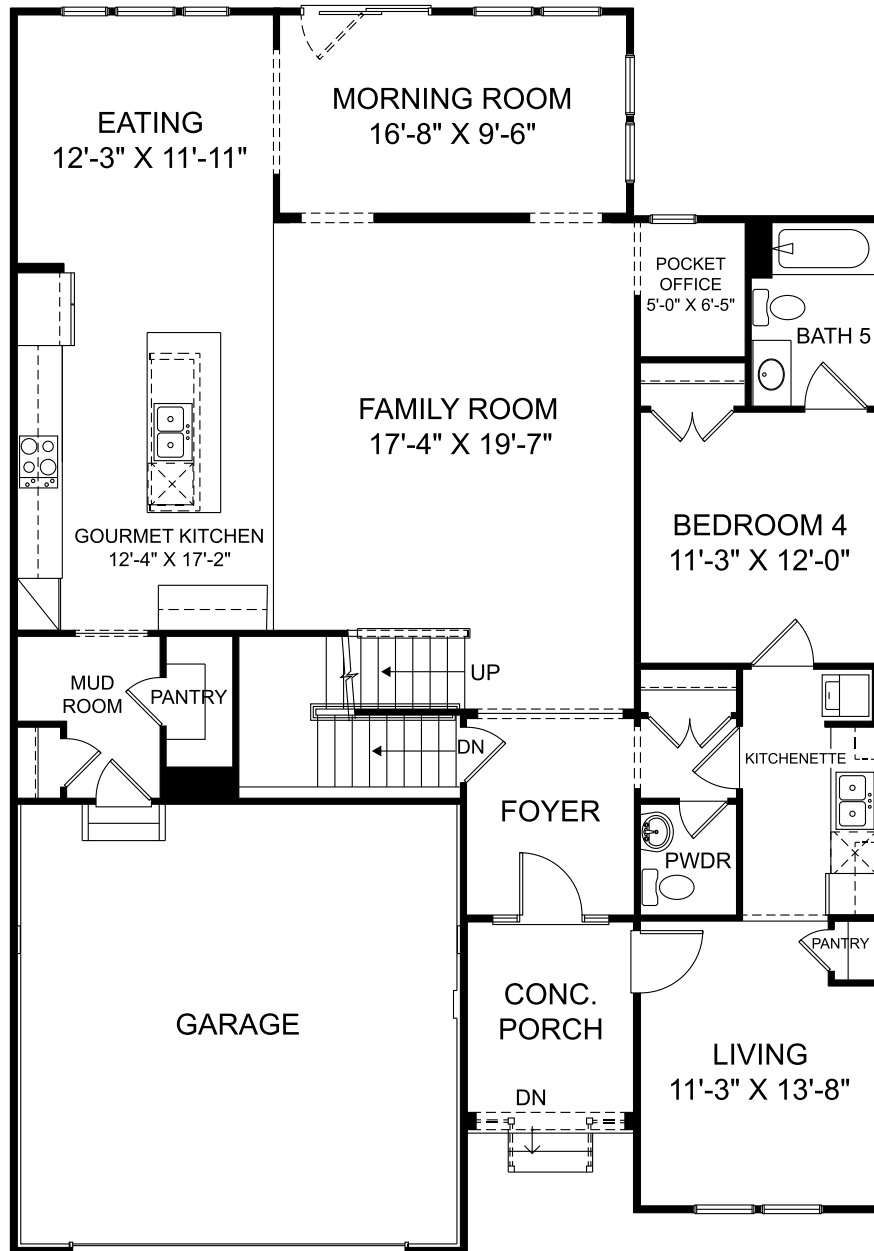 MORNING ROOM
16'-8" X 9'-6"
EATING
12'-3" X 11'-11"
POCKET
OFFICE
5'-0" X 6'-5"
BATH 5
FAMILY ROOM
17'-4" X 19'-7"
GOURMET KITCHEN
12'-4" X 17'-2"
BEDROOM 4
11'-3" X 12'-0"
MUD
ROOM
PANTRY
UP
DN
KITCHENETTE
FOYER
PWDR
PANTRY
GARAGE
CONC.
PORCH
DN
LIVING
11'-3" X 13'-8"